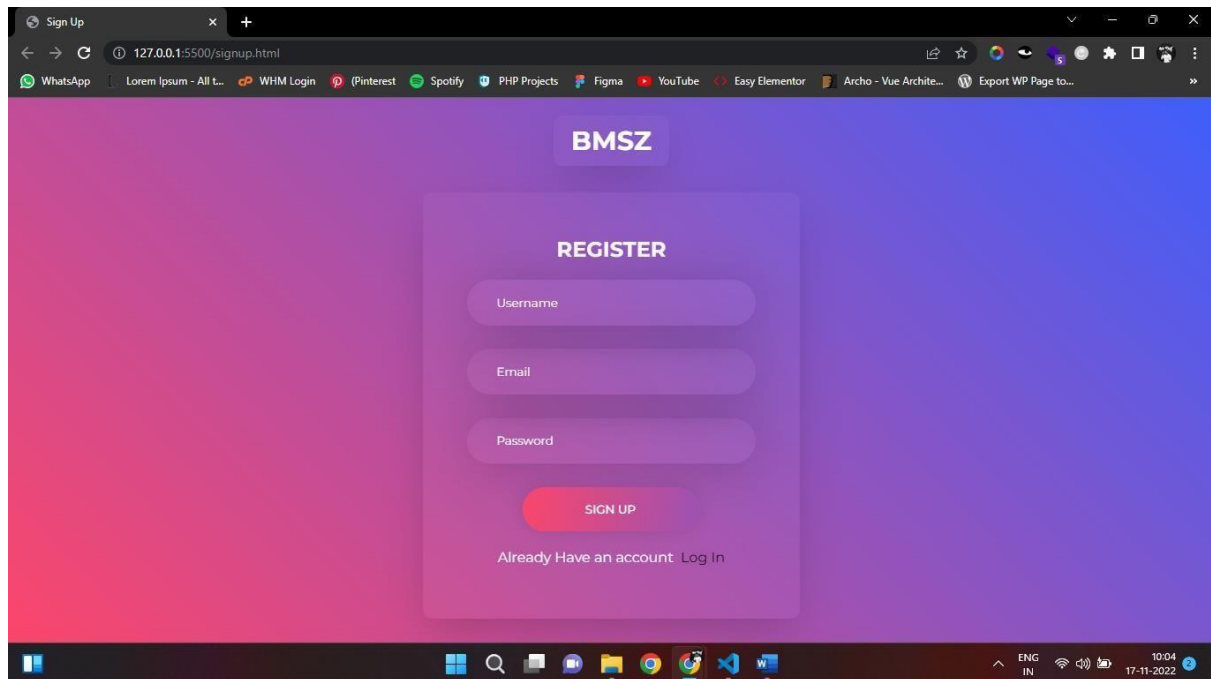 Sign Up
127.0.0.1:5500/signup.html
WhatsApp Lorem Ipsum - All t... WHM Login (Pinterest Spotify PHP Projects Figma YouTube Easy Elementor Archo - Vue Archite... Export WP Page to... »
BMSZ
REGISTER
Username
Email
Password
SIGN UP
Already Have an account Log In
ENG
IN
10:04
17-11-2022
2